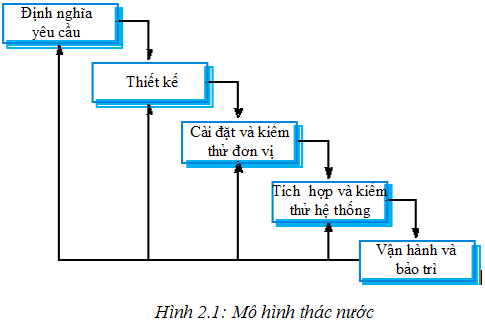 Định nghĩa
yêu cầu
Thiết kế
Cài đặt và kiểm
thử đơn vị
Tích hợp và kiểm
thử hệ thống
Vận hành và
bảo trì
Hình 2.1: Mô hình thác nước